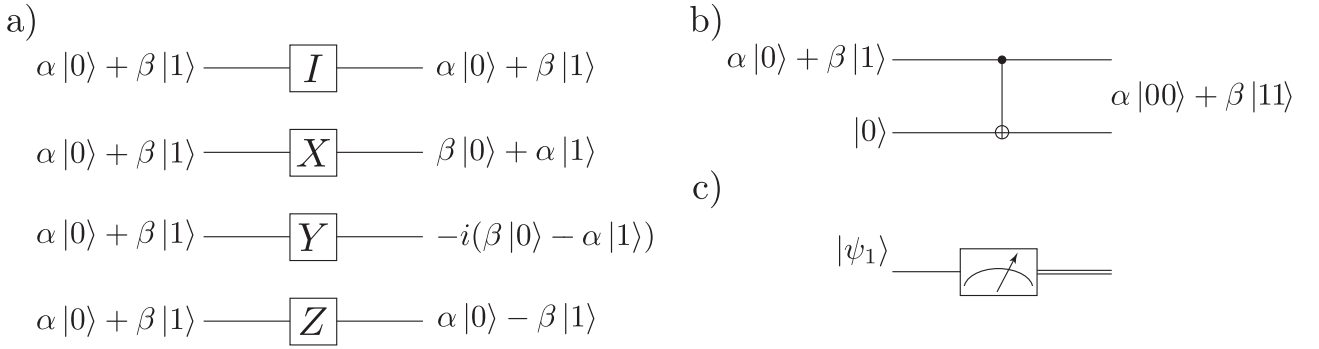 a)
α |0⟩ + β |1⟩ I α |0⟩ + β |1⟩
α |0⟩ + β |1⟩ X β |0⟩ + α |1⟩
α |0⟩ + β |1⟩ Y −i(β |0⟩ − α |1⟩)
α |0⟩ + β |1⟩ Z α |0⟩ − β |1⟩
b)
α |0⟩ + β |1⟩
α |00⟩ + β |11⟩
|0⟩
c)
|ψ₁⟩